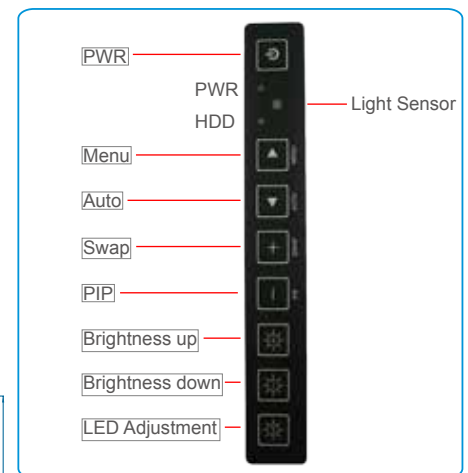 PWR
PWR
Light Sensor
HDD
Menu
Auto
Swap
PIP
Brightness up
Brightness down
LED Adjustment